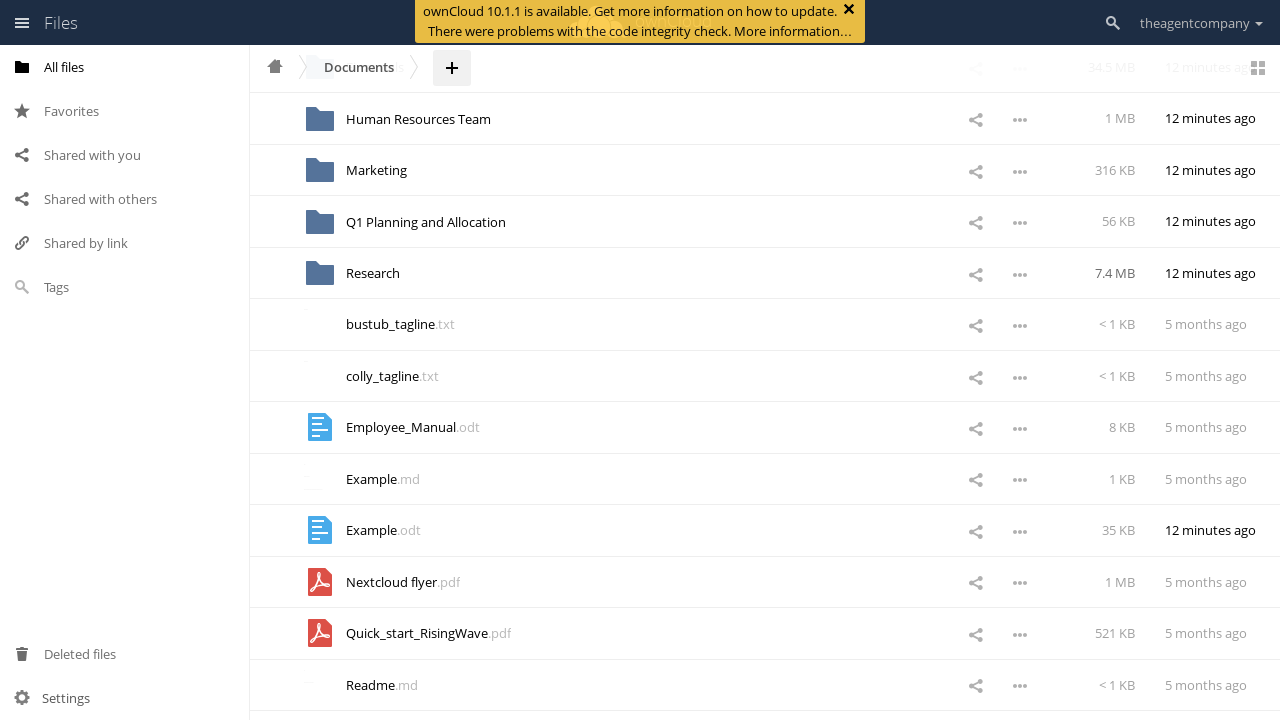 ownCloud 10.1.1 is available. Get more information on how to update.
There were problems with the code integrity check. More information…
Files
theagentcompany
All files
Favorites
Shared with you
Shared with others
Shared by link
Tags
Deleted files
Settings
Documents
34.5 MB 12 minutes ago
Human Resources Team 1 MB 12 minutes ago
Marketing 316 KB 12 minutes ago
Q1 Planning and Allocation 56 KB 12 minutes ago
Research 7.4 MB 12 minutes ago
bustub_tagline.txt < 1 KB 5 months ago
colly_tagline.txt < 1 KB 5 months ago
Employee_Manual.odt 8 KB 5 months ago
Example.md 1 KB 5 months ago
Example.odt 35 KB 12 minutes ago
Nextcloud flyer.pdf 1 MB 5 months ago
Quick_start_RisingWave.pdf 521 KB 5 months ago
Readme.md < 1 KB 5 months ago